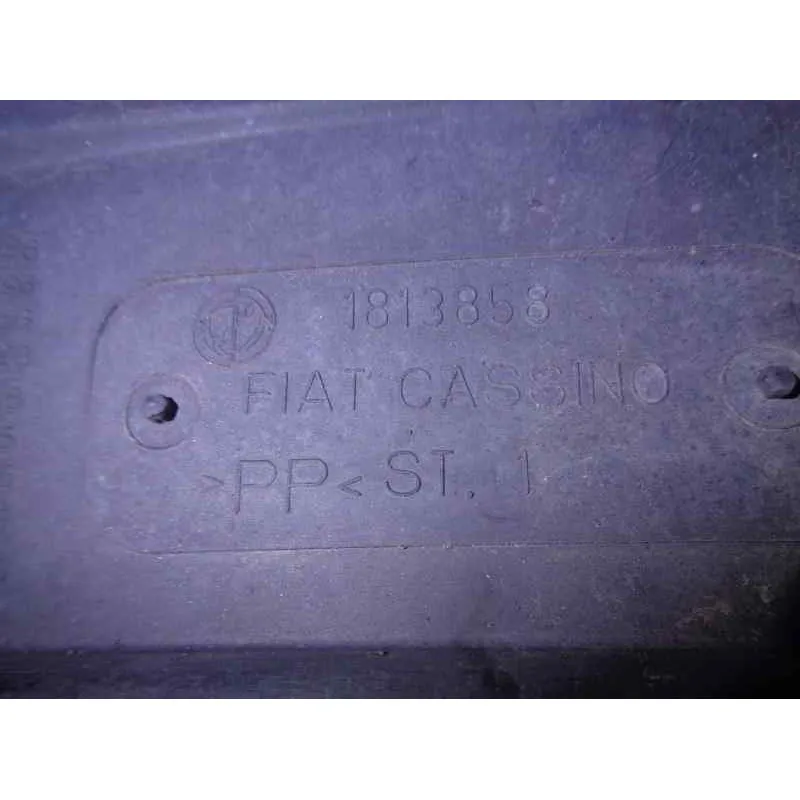 1813858
FIAT CASSINO
>PP< ST. 1